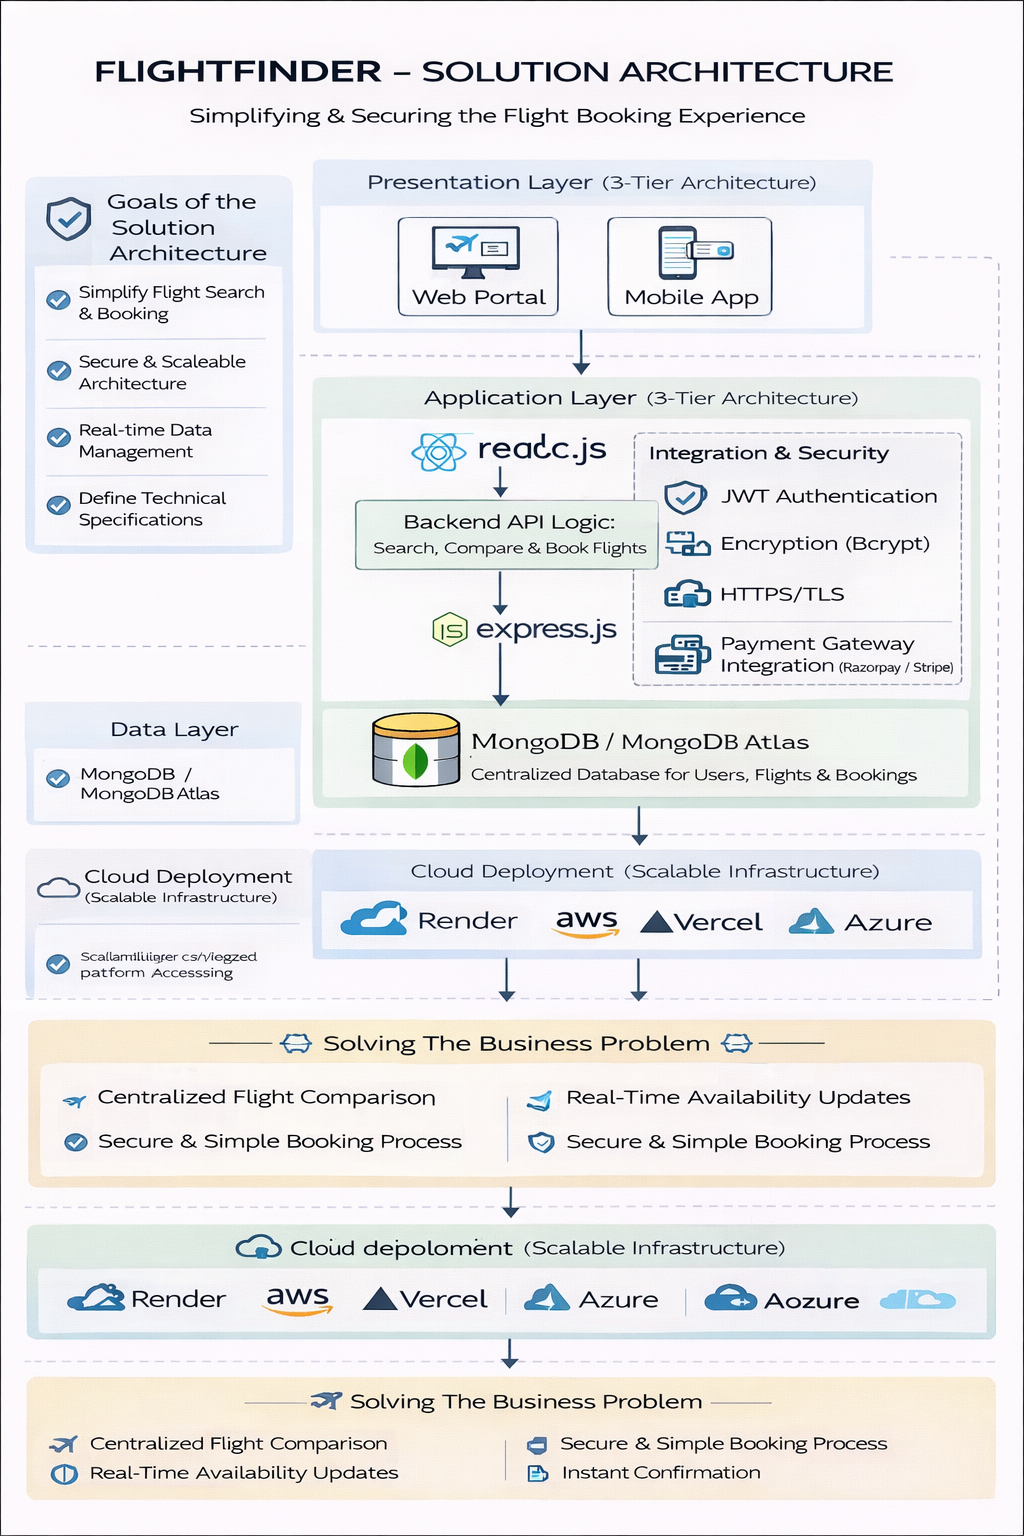 FLIGHTFINDER – SOLUTION ARCHITECTURE
Simplifying & Securing the Flight Booking Experience
Goals of the
Solution
Architecture
Simplify Flight Search
& Booking
Secure & Scaleable
Architecture
Real-time Data
Management
Define Technical
Specifications
Presentation Layer (3-Tier Architecture)
Web Portal
Mobile App
Application Layer (3-Tier Architecture)
Backend API Logic:
Search, Compare & Book Flights
JS
express.js
Integration & Security
JWT Authentication
Encryption (Bcrypt)
HTTPS/TLS
Payment Gateway
Integration (Razorpay / Stripe)
MongoDB / MongoDB Atlas
Centralized Database for Users, Flights & Bookings
Data Layer
MongoDB /
MongoDB Atlas
Cloud Deployment
(Scalable Infrastructure)
patform Accesssing
Cloud Deployment (Scalable Infrastructure)
Render
aws
Vercel
Azure
Solving The Business Problem
Centralized Flight Comparison
Real-Time Availability Updates
Secure & Simple Booking Process
Secure & Simple Booking Process
Cloud depoloment (Scalable Infrastructure)
Render
aws
Vercel
Azure
Aozure
Solving The Business Problem
Centralized Flight Comparison
Secure & Simple Booking Process
Real-Time Availability Updates
Instant Confirmation